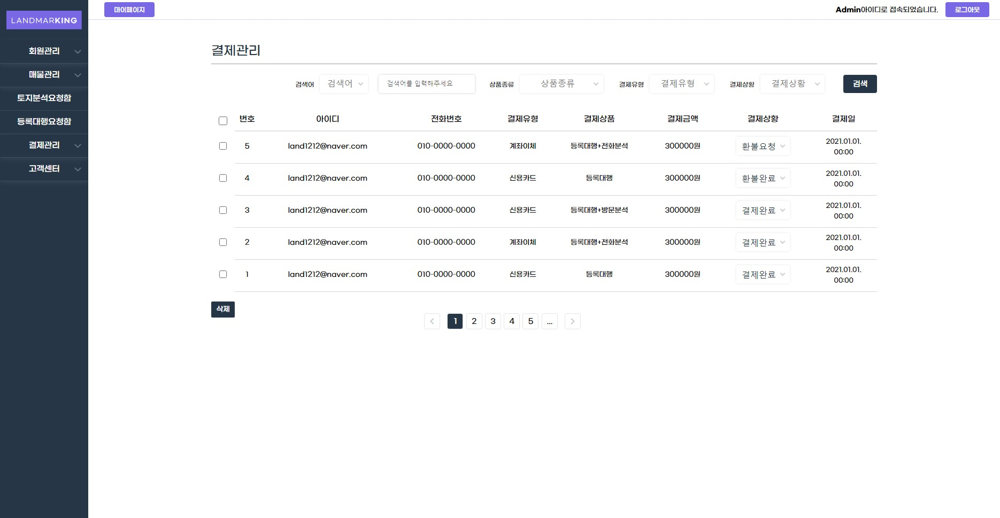 LANDMARKING
회원관리
매물관리
토지분석요청함
등록대행요청함
결제관리
고객센터
마이페이지
Admin아이디로 접속되었습니다.
로그아웃
결제관리
검색어 검색어 검색어를 입력해주세요 상품종류 상품종류 결제유형 결제유형 결제상황 결제상황 검색
번호 아이디 전화번호 결제유형 결제상품 결제금액 결제상황 결제일
5 land1212@naver.com 010-0000-0000 계좌이체 등록대행+전화분석 300000원 환불요청 2021.01.01.
00:00
4 land1212@naver.com 010-0000-0000 신용카드 등록대행 300000원 환불완료 2021.01.01.
00:00
3 land1212@naver.com 010-0000-0000 신용카드 등록대행+방문분석 300000원 결제완료 2021.01.01.
00:00
2 land1212@naver.com 010-0000-0000 계좌이체 등록대행+전화분석 300000원 결제완료 2021.01.01.
00:00
1 land1212@naver.com 010-0000-0000 신용카드 등록대행 300000원 결제완료 2021.01.01.
00:00
삭제
< 1 2 3 4 5 ... >